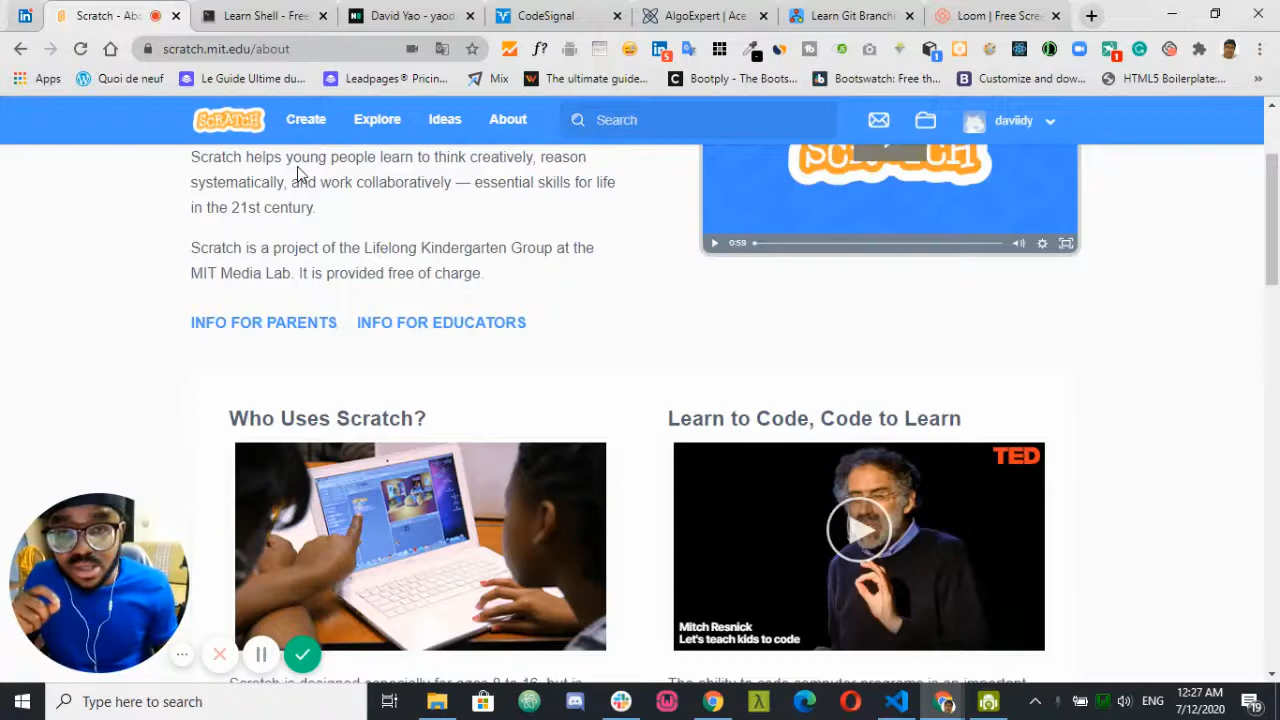 Scratch - Abo
Learn Shell - Free
David Yao - yaod
CodeSignal
AlgoExpert | Ace
Learn Git Branchi
Loom | Free Scree
scratch.mit.edu/about
Apps
Quoi de neuf
Le Guide Ultime du...
Leadpages® Pricin...
Mix
The ultimate guide...
Bootply - The Boots...
Bootswatch: Free th...
Customize and dow...
HTML5 Boilerplate:...
SCRATCH
Create
Explore
Ideas
About
Search
daviidy
Scratch helps young people learn to think creatively, reason
systematically, and work collaboratively — essential skills for life
in the 21st century.
Scratch is a project of the Lifelong Kindergarten Group at the
MIT Media Lab. It is provided free of charge.
INFO FOR PARENTS
INFO FOR EDUCATORS
0:59
Who Uses Scratch?
Learn to Code, Code to Learn
TED
Mitch Resnick
Let's teach kids to code
Type here to search
ENG
7/12/2020